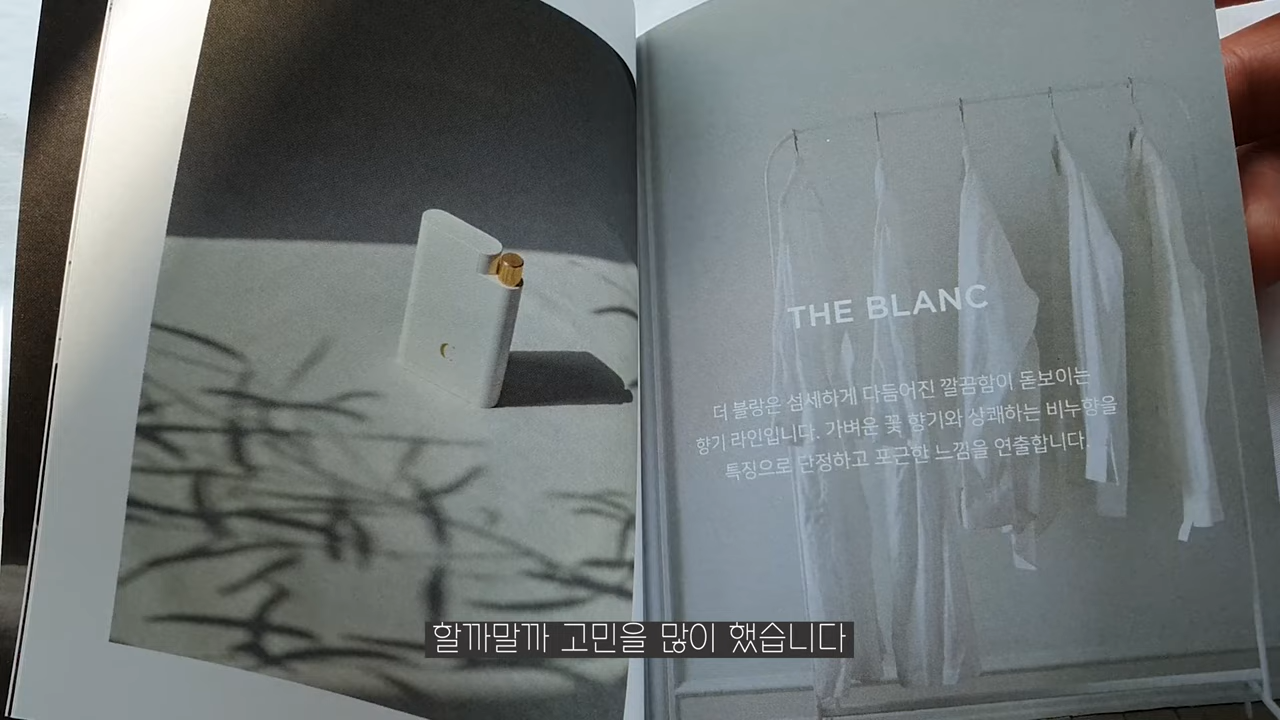 THE BLANC
더 블랑은 섬세하게 다듬어진 깔끔함이 돋보이는
향기 라인입니다. 가벼운 꽃 향기와 상쾌하는 비누향을
특징으로 단정하고 포근한 느낌을 연출합니다.
할까말까 고민을 많이 했습니다